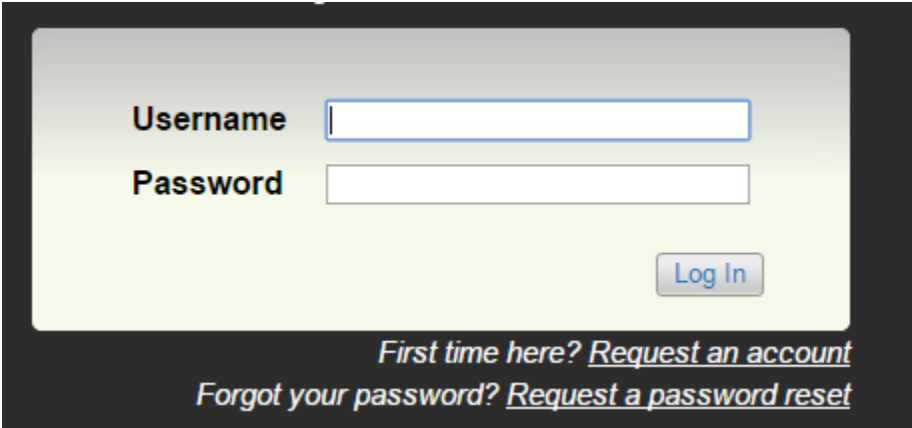 Username
Password
Log In
First time here? Request an account
Forgot your password? Request a password reset